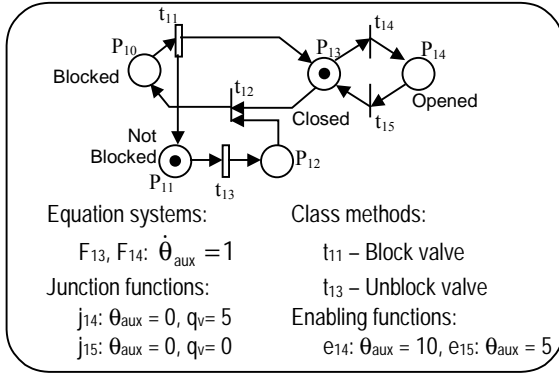 t₁₁
P₁₀
P₁₃
t₁₄
P₁₄
Blocked
t₁₂
t₁₅
Opened
Closed
Not
Blocked
P₁₁
t₁₃
P₁₂
Equation systems:
F₁₃, F₁₄: θ̇ₐᵤₓ = 1
Junction functions:
j₁₄: θₐᵤₓ = 0, qᵥ= 5
j₁₅: θₐᵤₓ = 0, qᵥ= 0
Class methods:
t₁₁ – Block valve
t₁₃ – Unblock valve
Enabling functions:
e₁₄: θₐᵤₓ = 10, e₁₅: θₐᵤₓ = 5